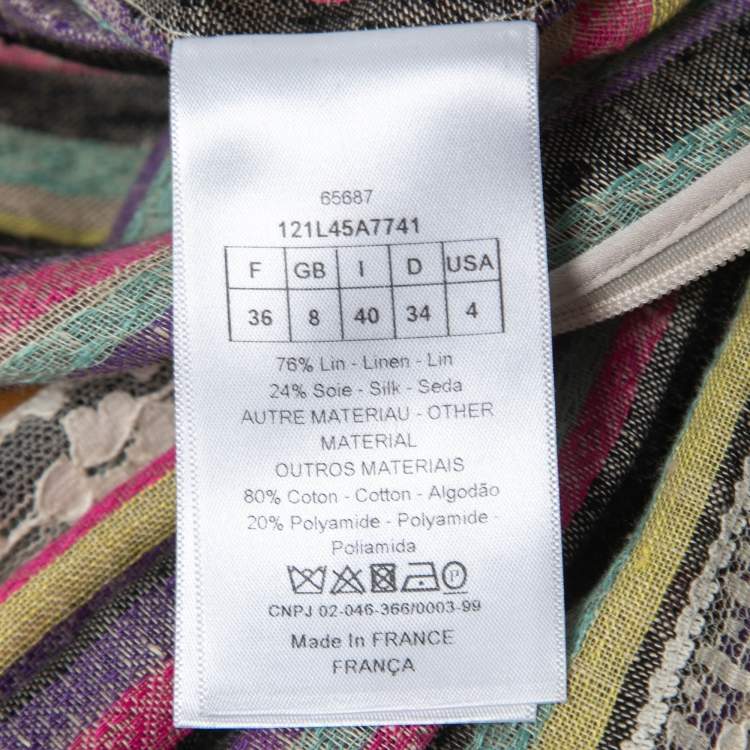 65687
121L45A7741
F GB I D USA
36 8 40 34 4
76% Lin - Linen - Lin
24% Soie - Silk - Seda
AUTRE MATERIAU - OTHER
MATERIAL
OUTROS MATERIAIS
80% Coton - Cotton - Algodão
20% Polyamide - Polyamide -
Poliamida
P
CNPJ 02-046-366/0003-99
Made In FRANCE
FRANÇA